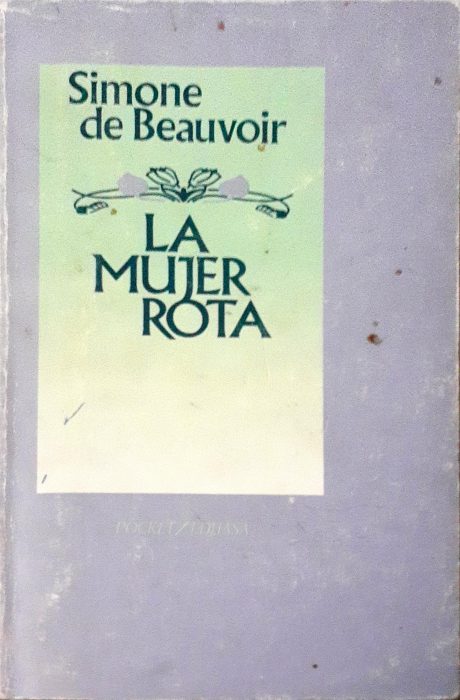 Simone
de Beauvoir
LA
MUJER
ROTA
POCKET/EDHASA